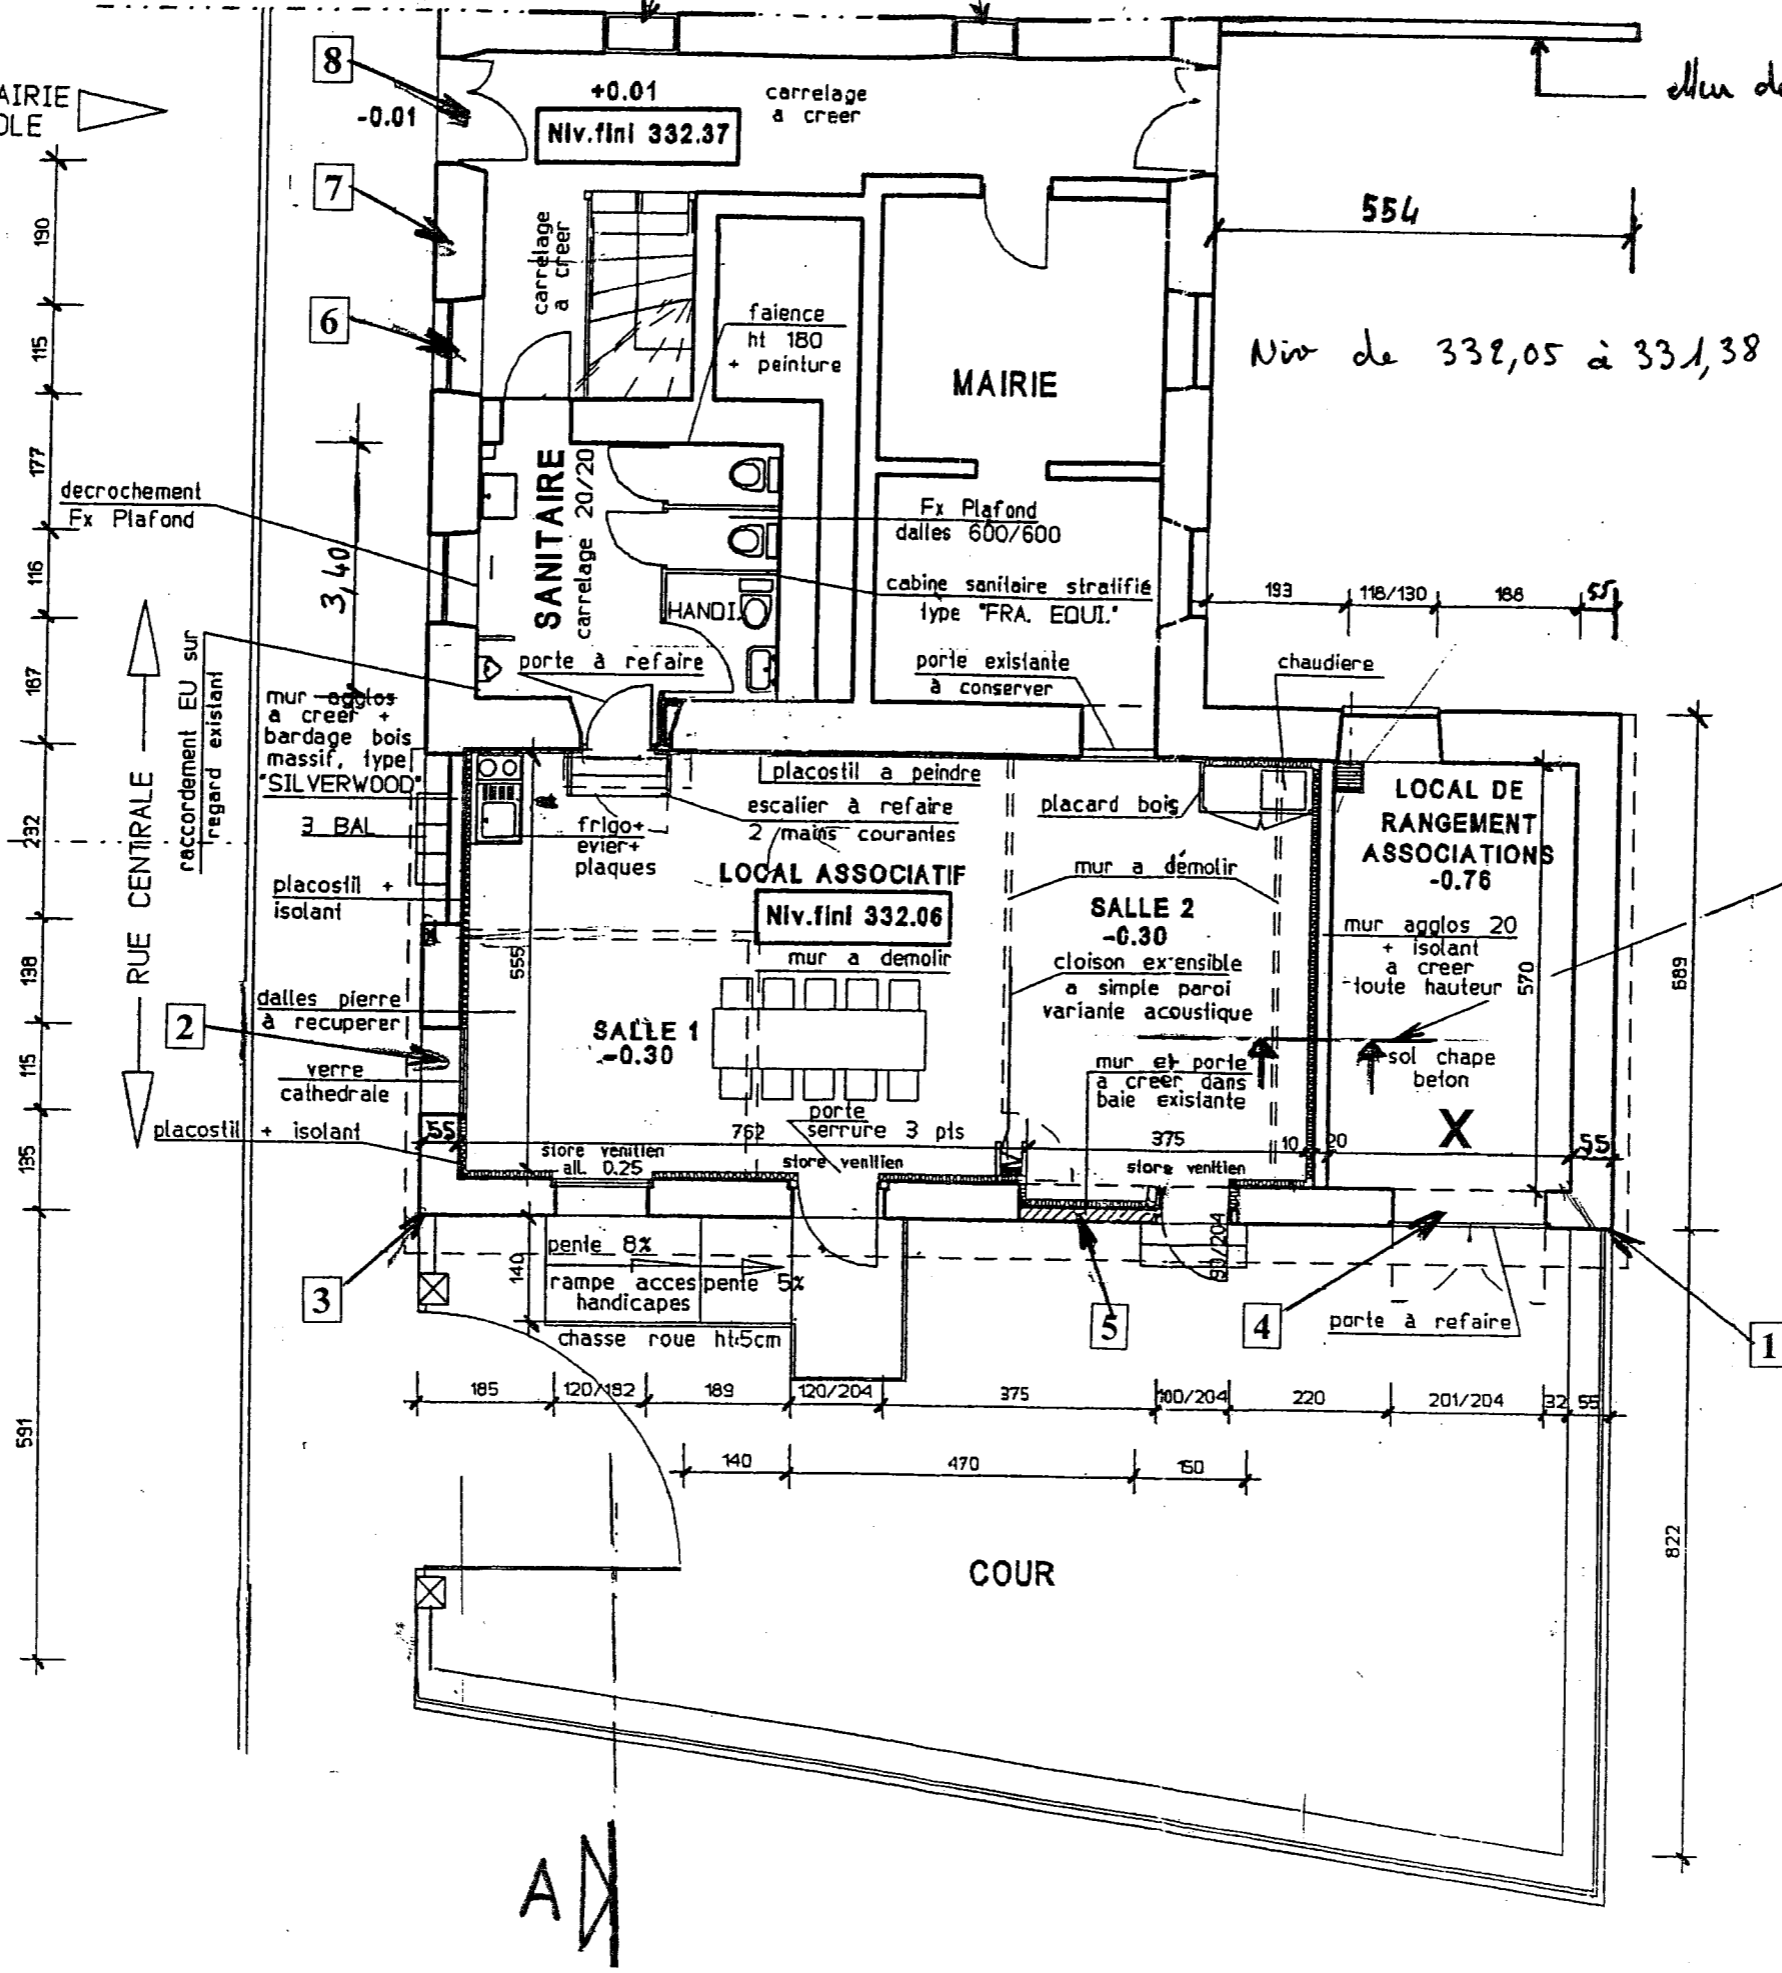 8
7
6
-0.01
+0.01
Niv.fini 332.37
carrelage
a creer
554
Niv de 332,05 à 331,38
190
115
177
116
187
232
198
115
135
591
carrelage
a creer
faience
ht 180
+ peinture
MAIRIE
decrochement
Fx Plafond
3,40
SANITAIRE
carrelage 20/20
HANDI.
Fx Plafond
dalles 600/600
cabine sanitaire stratifié
type "FRA. EQUI."
193
118/130
188
55
porte à refaire
porte existante
à conserver
chaudiere
RUE CENTRALE
raccordement EU sur
regard existant
mur agglos
a creer +
bardage bois
massif, type
"SILVERWOOD"
3 BAL
placostil +
isolant
frigo+
evier+
plaques
placostil a peindre
escalier à refaire
2 mains courantes
LOCAL ASSOCIATIF
Niv.fini 332.06
mur a demolir
placard bois
mur a démolir
SALLE 2
-0.30
cloison extensible
a simple paroi
variante acoustique
LOCAL DE
RANGEMENT
ASSOCIATIONS
-0.76
mur agglos 20
+ isolant
a creer
toute hauteur
570
689
555
2
dalles pierre
à recuperer
SALLE 1
-0.30
verre
cathedrale
placostil + isolant
mur et porte
a creer dans
baie existante
sol chape
beton
X
55
762
porte
serrure 3 pts
375
10
20
55
store venitien
all. 0.25
store venitien
store venitien
3
140
pente 8%
rampe acces pente 5%
handicapes
chasse roue ht:5cm
90/204
5
4
porte à refaire
1
185
120/182
189
120/204
375
100/204
220
201/204
32
55
140
470
150
822
COUR
A